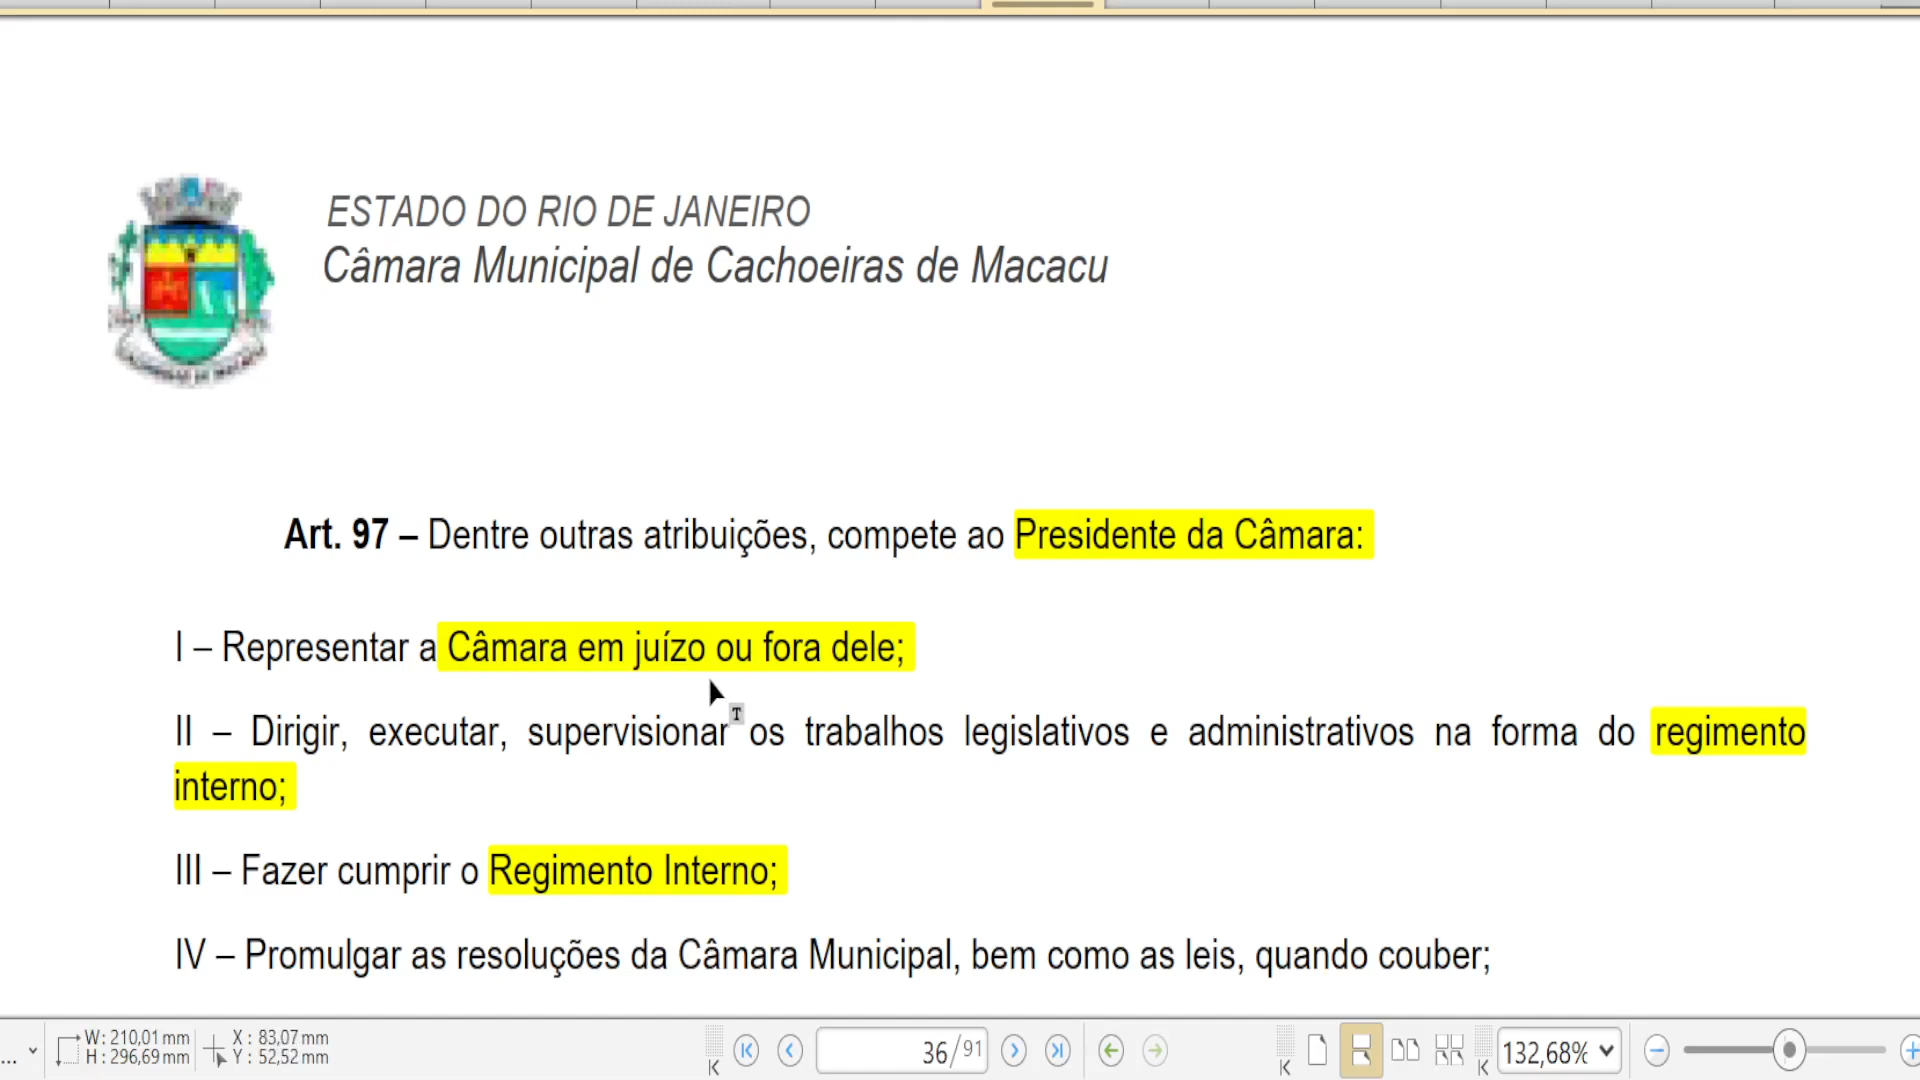 ESTADO DO RIO DE JANEIRO
Câmara Municipal de Cachoeiras de Macacu
Art. 97 – Dentre outras atribuições, compete ao Presidente da Câmara:
I – Representar a Câmara em juízo ou fora dele;
II – Dirigir, executar, supervisionar os trabalhos legislativos e administrativos na forma do regimento
interno;
III – Fazer cumprir o Regimento Interno;
IV – Promulgar as resoluções da Câmara Municipal, bem como as leis, quando couber;
... W: 210,01 mm X : 83,07 mm
H : 296,69 mm Y : 52,52 mm
36/91
132,68%